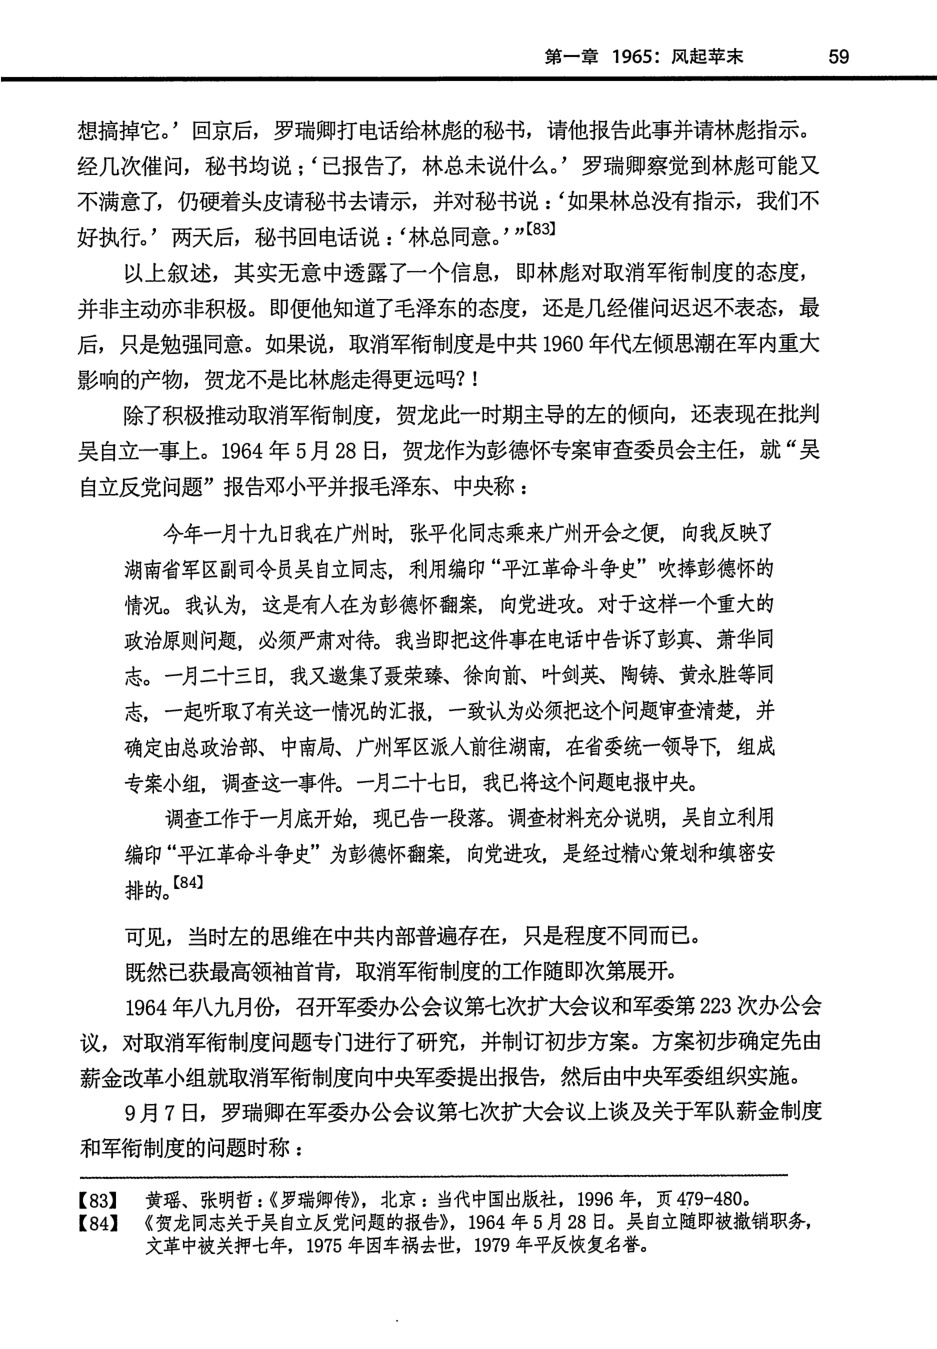 第一章 1965：风起苹末 59
想搞掉它。’回京后，罗瑞卿打电话给林彪的秘书，请他报告此事并请林彪指示。
经几次催问，秘书均说；‘已报告了，林总未说什么。’罗瑞卿察觉到林彪可能又
不满意了，仍硬着头皮请秘书去请示，并对秘书说：‘如果林总没有指示，我们不
好执行。’两天后，秘书回电话说：‘林总同意。’”【83】
以上叙述，其实无意中透露了一个信息，即林彪对取消军衔制度的态度，
并非主动亦非积极。即便他知道了毛泽东的态度，还是几经催问迟迟不表态，最
后，只是勉强同意。如果说，取消军衔制度是中共 1960 年代左倾思潮在军内重大
影响的产物，贺龙不是比林彪走得更远吗？！
除了积极推动取消军衔制度，贺龙此一时期主导的左的倾向，还表现在批判
吴自立一事上。1964 年 5 月 28 日，贺龙作为彭德怀专案审查委员会主任，就“吴
自立反党问题”报告邓小平并报毛泽东、中央称：
今年一月十九日我在广州时，张平化同志乘来广州开会之便，向我反映了
湖南省军区副司令员吴自立同志，利用编印“平江革命斗争史”吹捧彭德怀的
情况。我认为，这是有人在为彭德怀翻案，向党进攻。对于这样一个重大的
政治原则问题，必须严肃对待。我当即把这件事在电话中告诉了彭真、萧华同
志。一月二十三日，我又邀集了聂荣臻、徐向前、叶剑英、陶铸、黄永胜等同
志，一起听取了有关这一情况的汇报，一致认为必须把这个问题审查清楚，并
确定由总政治部、中南局、广州军区派人前往湖南，在省委统一领导下，组成
专案小组，调查这一事件。一月二十七日，我已将这个问题电报中央。
调查工作于一月底开始，现已告一段落。调查材料充分说明，吴自立利用
编印“平江革命斗争史”为彭德怀翻案，向党进攻，是经过精心策划和缜密安
排的。【84】
可见，当时左的思维在中共内部普遍存在，只是程度不同而已。
既然已获最高领袖首肯，取消军衔制度的工作随即次第展开。
1964 年八九月份，召开军委办公会议第七次扩大会议和军委第 223 次办公会
议，对取消军衔制度问题专门进行了研究，并制订初步方案。方案初步确定先由
薪金改革小组就取消军衔制度向中央军委提出报告，然后由中央军委组织实施。
9 月 7 日，罗瑞卿在军委办公会议第七次扩大会议上谈及关于军队薪金制度
和军衔制度的问题时称：
【83】 黄瑶、张明哲：《罗瑞卿传》，北京：当代中国出版社，1996 年，页 479-480。
【84】 《贺龙同志关于吴自立反党问题的报告》，1964 年 5 月 28 日。吴自立随即被撤销职务，
文革中被关押七年，1975 年因车祸去世，1979 年平反恢复名誉。